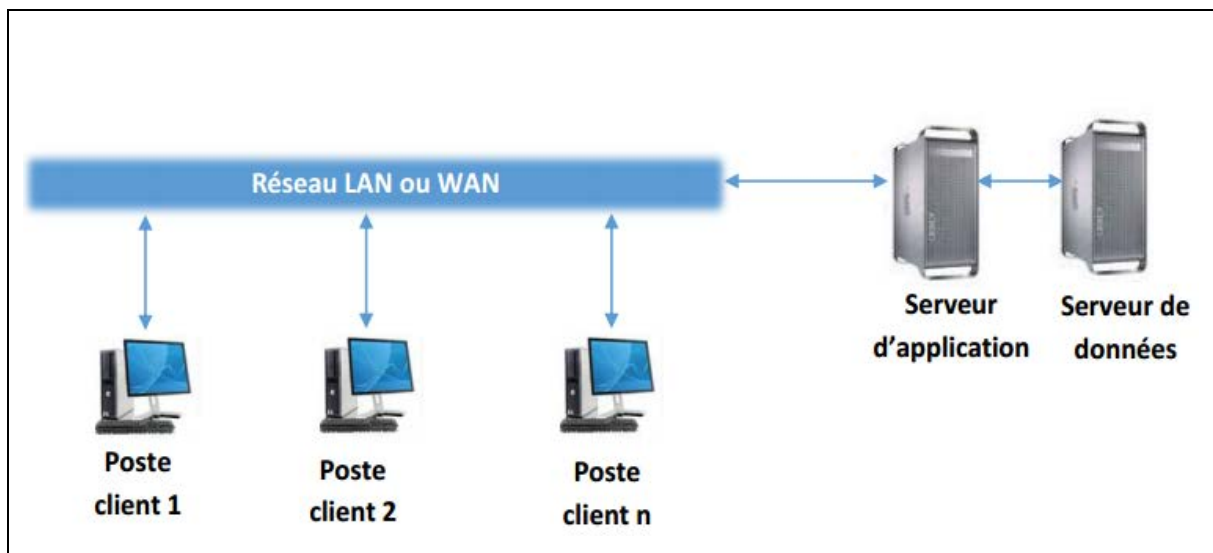 Réseau LAN ou WAN
Serveur
d'application
Serveur de
données
Poste
client 1
Poste
client 2
Poste
client n